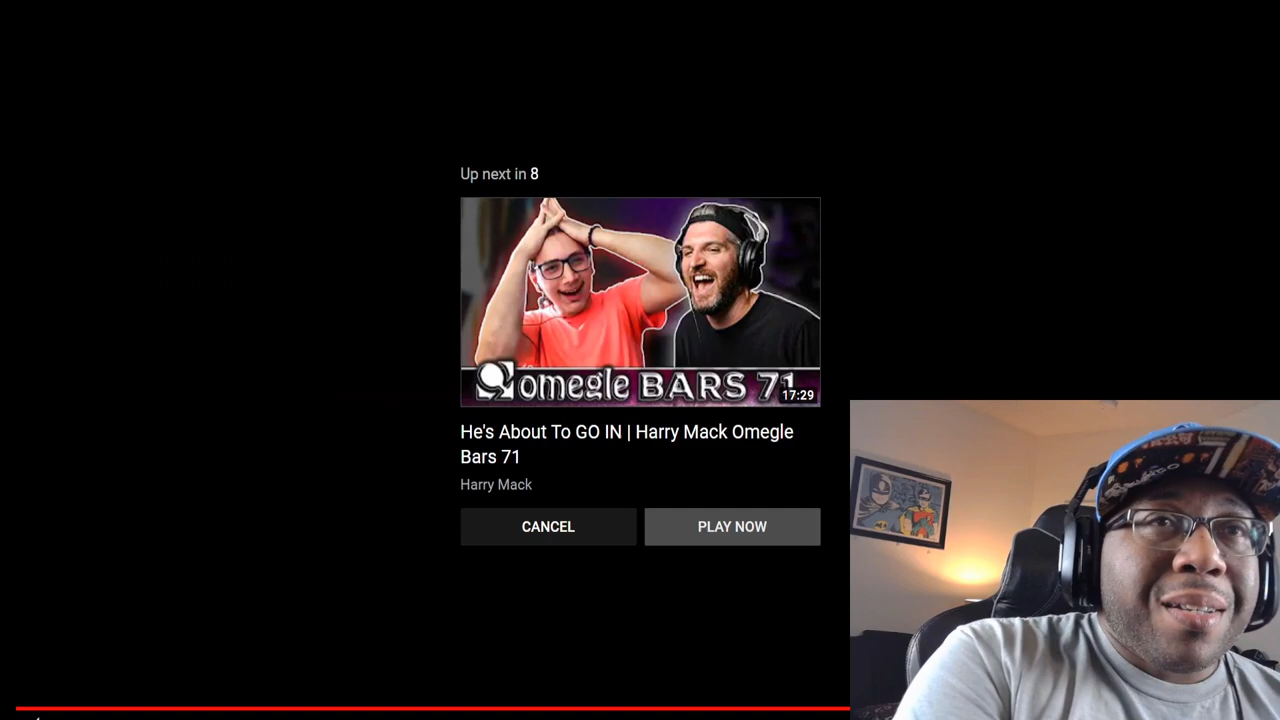 Up next in 8
omegle BARS 71
17:29
He's About To GO IN | Harry Mack Omegle
Bars 71
Harry Mack
CANCEL
PLAY NOW